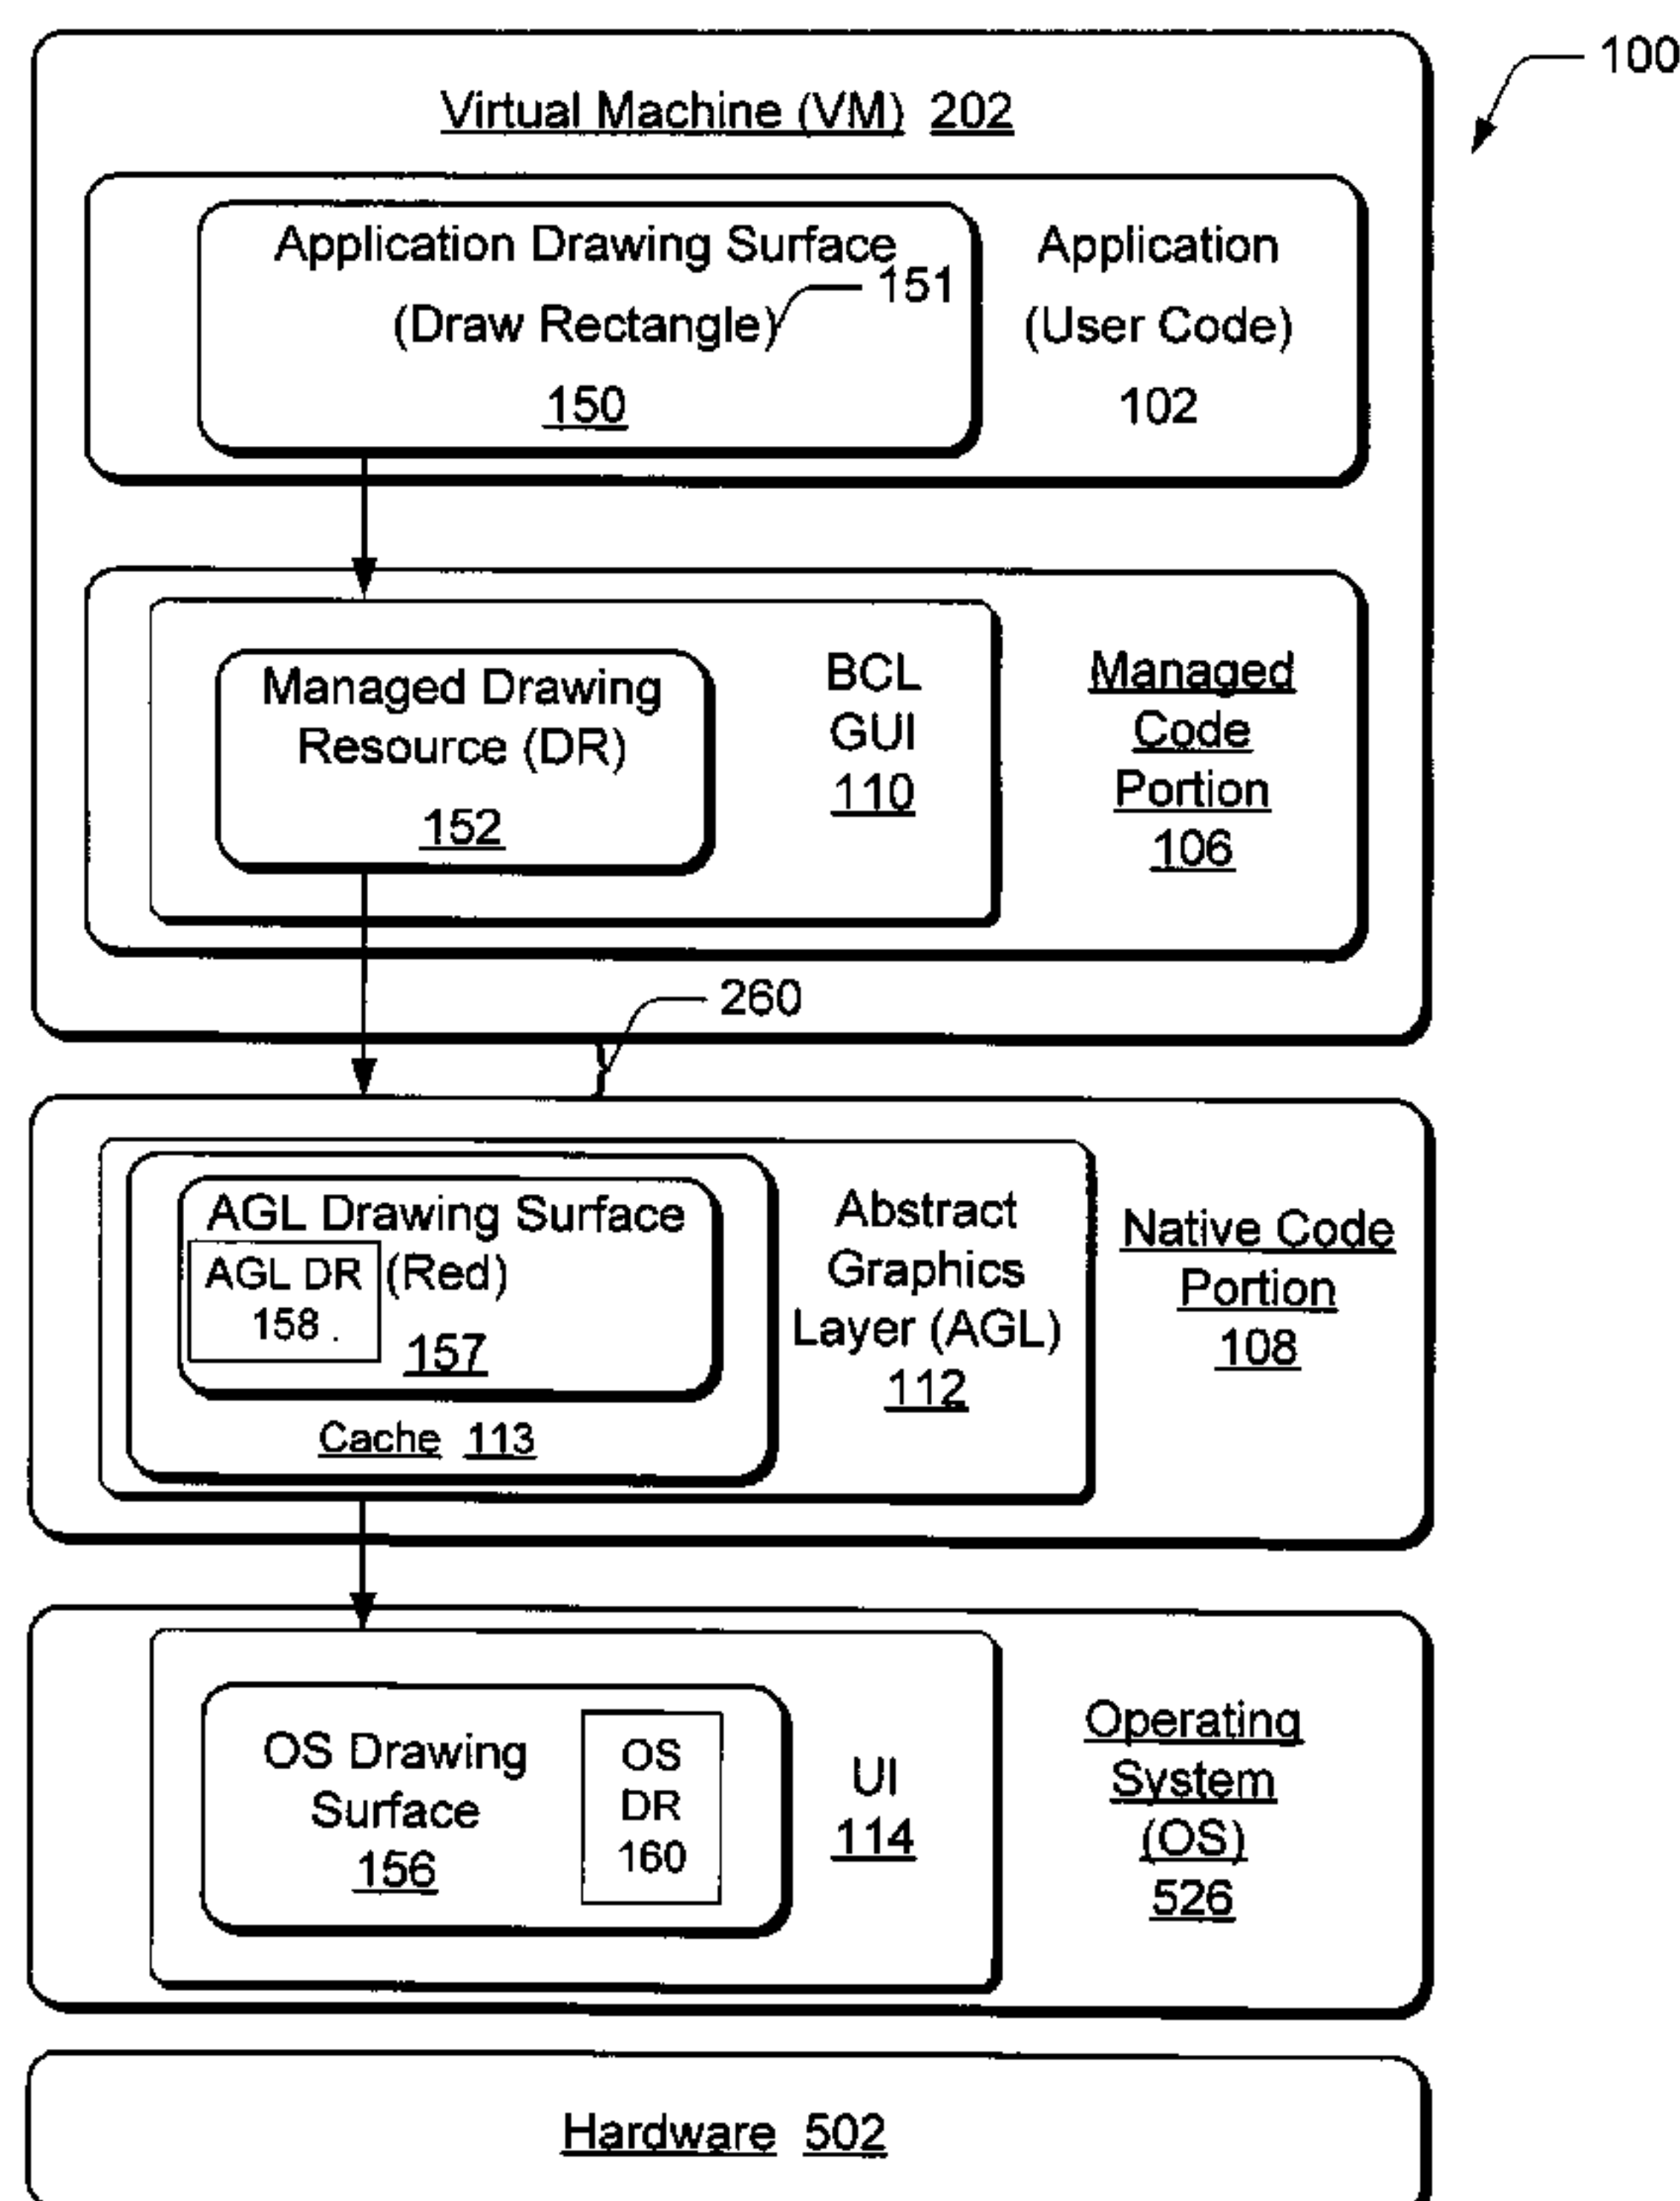 100
Virtual Machine (VM) 202
Application Drawing Surface
(Draw Rectangle)
151
150
Application
(User Code)
102
Managed Drawing
Resource (DR)
152
BCL
GUI
110
Managed
Code
Portion
106
260
AGL Drawing Surface
(Red)
157
AGL DR
158 .
Cache 113
Abstract
Graphics
Layer (AGL)
112
Native Code
Portion
108
OS Drawing
Surface
156
OS
DR
160
UI
114
Operating
System
(OS)
526
Hardware 502